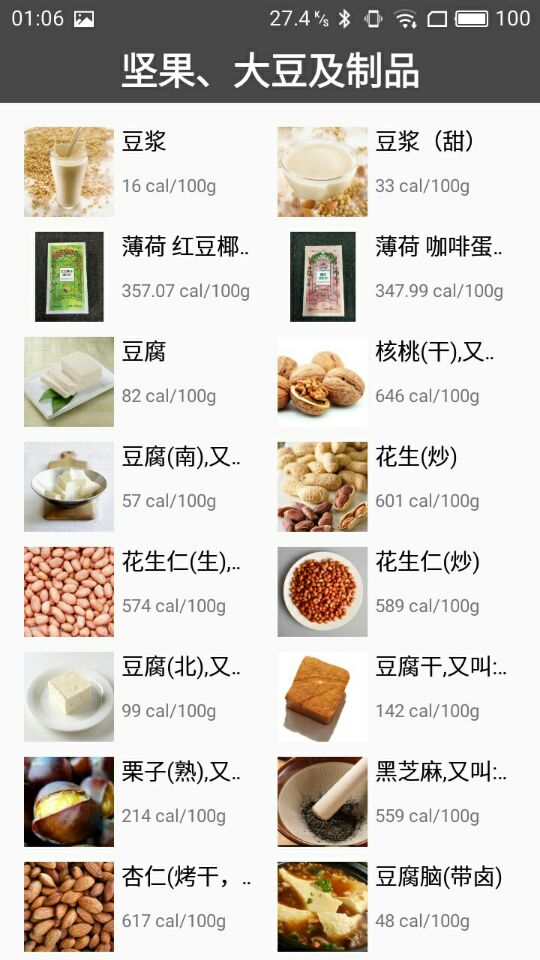 01:06 27.4 K/s 100
坚果、大豆及制品
豆浆
16 cal/100g
豆浆（甜）
33 cal/100g
薄荷 红豆椰..
357.07 cal/100g
薄荷 咖啡蛋..
347.99 cal/100g
豆腐
82 cal/100g
核桃(干),又..
646 cal/100g
豆腐(南),又..
57 cal/100g
花生(炒)
601 cal/100g
花生仁(生),..
574 cal/100g
花生仁(炒)
589 cal/100g
豆腐(北),又..
99 cal/100g
豆腐干,又叫:..
142 cal/100g
栗子(熟),又..
214 cal/100g
黑芝麻,又叫:..
559 cal/100g
杏仁(烤干，..
617 cal/100g
豆腐脑(带卤)
48 cal/100g